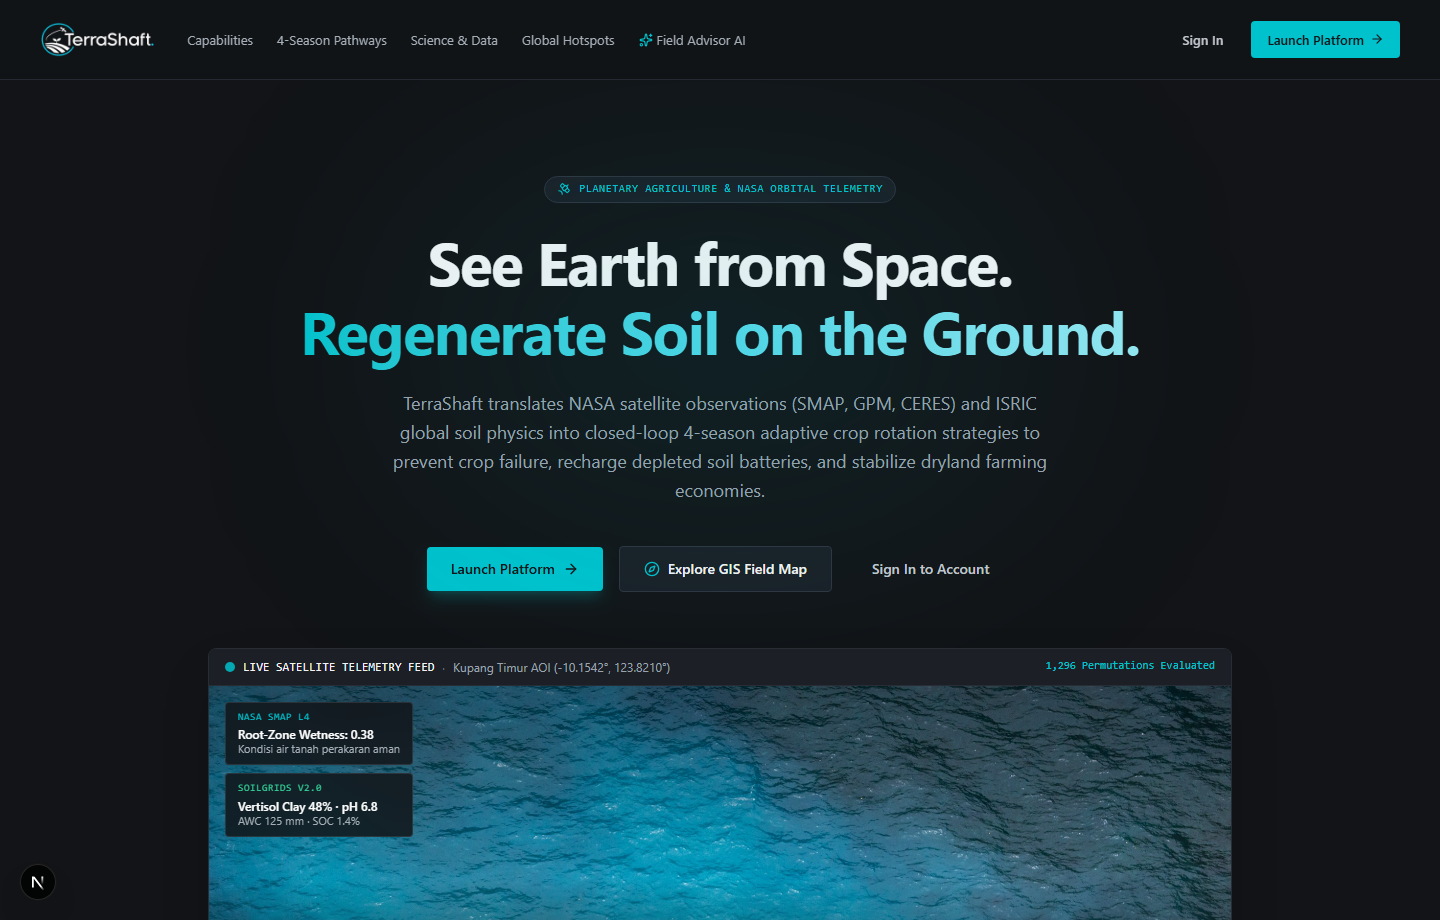 TerraShaft.
Capabilities
4-Season Pathways
Science & Data
Global Hotspots
Field Advisor AI
Sign In
Launch Platform →
PLANETARY AGRICULTURE & NASA ORBITAL TELEMETRY
See Earth from Space.
Regenerate Soil on the Ground.
TerraShaft translates NASA satellite observations (SMAP, GPM, CERES) and ISRIC
global soil physics into closed-loop 4-season adaptive crop rotation strategies to
prevent crop failure, recharge depleted soil batteries, and stabilize dryland farming
economies.
Launch Platform →
Explore GIS Field Map
Sign In to Account
LIVE SATELLITE TELEMETRY FEED · Kupang Timur AOI (-10.1542°, 123.8210°)
1,296 Permutations Evaluated
NASA SMAP L4
Root-Zone Wetness: 0.38
Kondisi air tanah perakaran aman
SOILGRIDS V2.0
Vertisol Clay 48% · pH 6.8
AWC 125 mm · SOC 1.4%
N